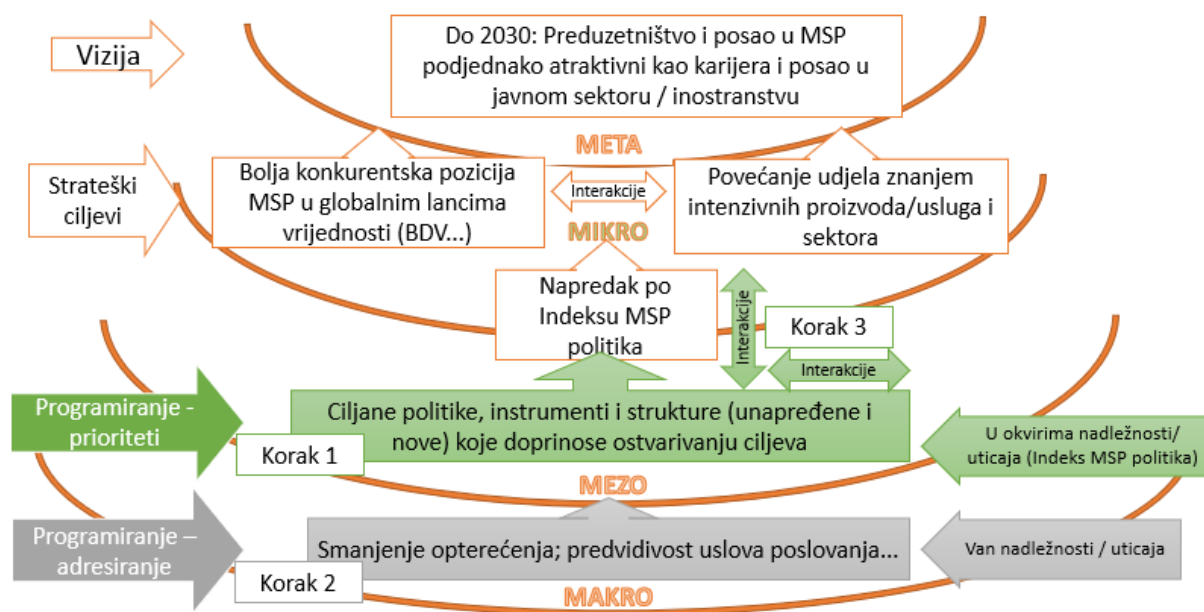 Vizija
Do 2030: Preduzetništvo i posao u MSP
podjednako atraktivni kao karijera i posao u
javnom sektoru / inostranstvu
META
Strateški
ciljevi
Bolja konkurentska pozicija
MSP u globalnim lancima
vrijednosti (BDV...)
Interakcije
Povećanje udjela znanjem
intenzivnih proizvoda/usluga i
sektora
MIKRO
Napredak po
Indeksu MSP
politika
Interakcije
Korak 3
Interakcije
Programiranje -
prioriteti
Ciljane politike, instrumenti i strukture (unapređene i
nove) koje doprinose ostvarivanju ciljeva
U okvirima nadležnosti/
uticaja (Indeks MSP politika)
Korak 1
MEZO
Programiranje –
adresiranje
Smanjenje opterećenja; predvidivost uslova poslovanja...
Van nadležnosti / uticaja
Korak 2
MAKRO